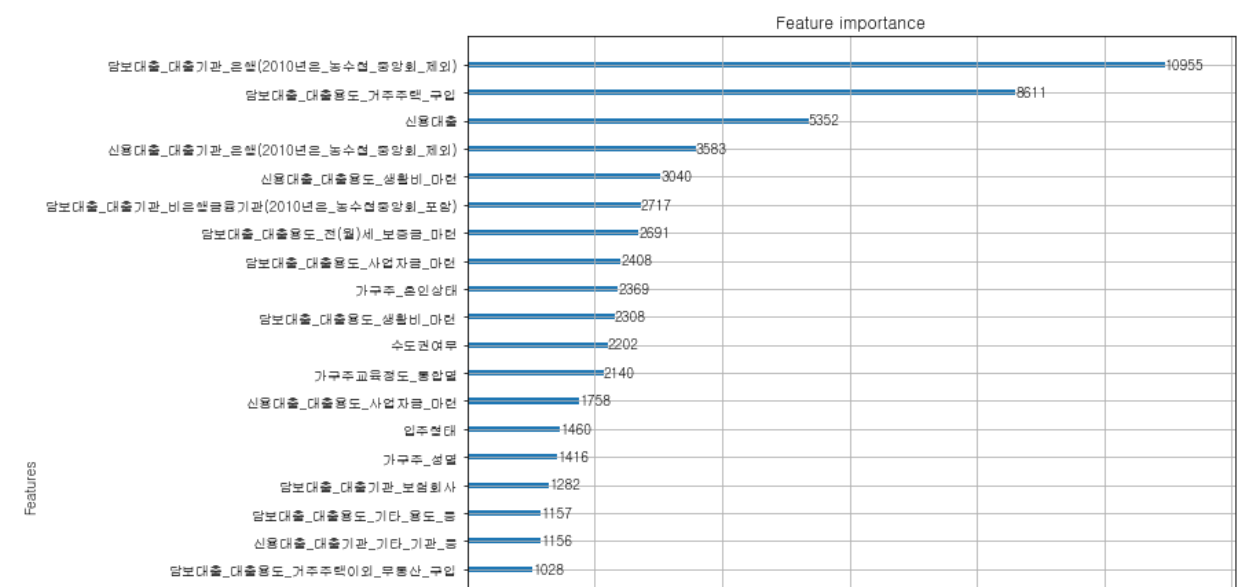 Feature importance
담보대출_대출기관_은행(2010년은_농수협_중앙회_제외) 10955
담보대출_대출용도_거주주택_구입 8611
신용대출 5352
신용대출_대출기관_은행(2010년은_농수협_중앙회_제외) 3583
신용대출_대출용도_생활비_마련 3040
담보대출_대출기관_비은행금융기관(2010년은_농수협중앙회_포함) 2717
담보대출_대출용도_전(월)세_보증금_마련 2691
담보대출_대출용도_사업자금_마련 2408
가구주_혼인상태 2369
담보대출_대출용도_생활비_마련 2308
수도권여부 2202
가구주교육정도_통합별 2140
신용대출_대출용도_사업자금_마련 1758
입주형태 1460
가구주_성별 1416
담보대출_대출기관_보험회사 1282
담보대출_대출용도_기타_용도_등 1157
신용대출_대출기관_기타_기관_등 1156
담보대출_대출용도_거주주택이외_부동산_구입 1028
Features